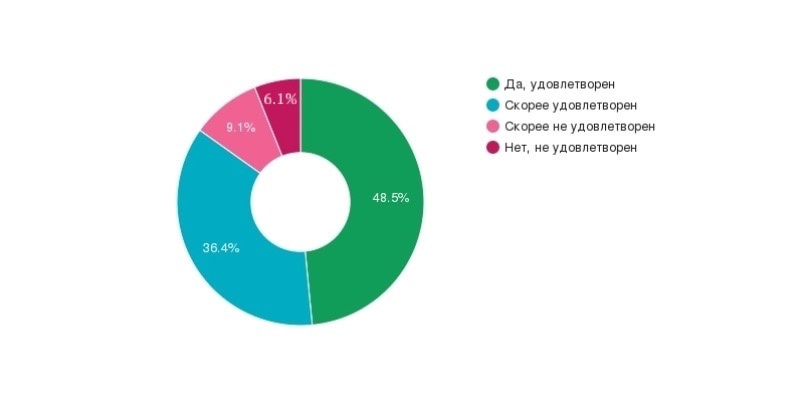 6.1%
9.1%
48.5%
36.4%
Да, удовлетворен
Скорее удовлетворен
Скорее не удовлетворен
Нет, не удовлетворен